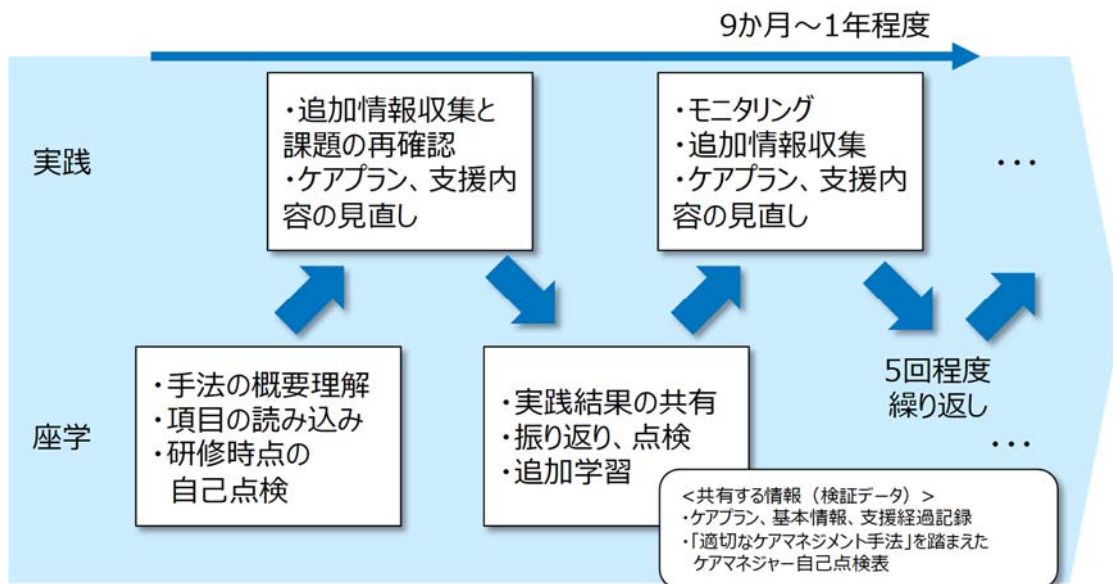 9か月～1年程度
実践
・追加情報収集と
課題の再確認
・ケアプラン、支援内
容の見直し
・モニタリング
・追加情報収集
・ケアプラン、支援内
容の見直し
・・・
座学
・手法の概要理解
・項目の読み込み
・研修時点の
自己点検
・実践結果の共有
・振り返り、点検
・追加学習
5回程度
繰り返し
・・・
＜共有する情報（検証データ）＞
・ケアプラン、基本情報、支援経過記録
・「適切なケアマネジメント手法」を踏まえた
ケアマネジャー自己点検表